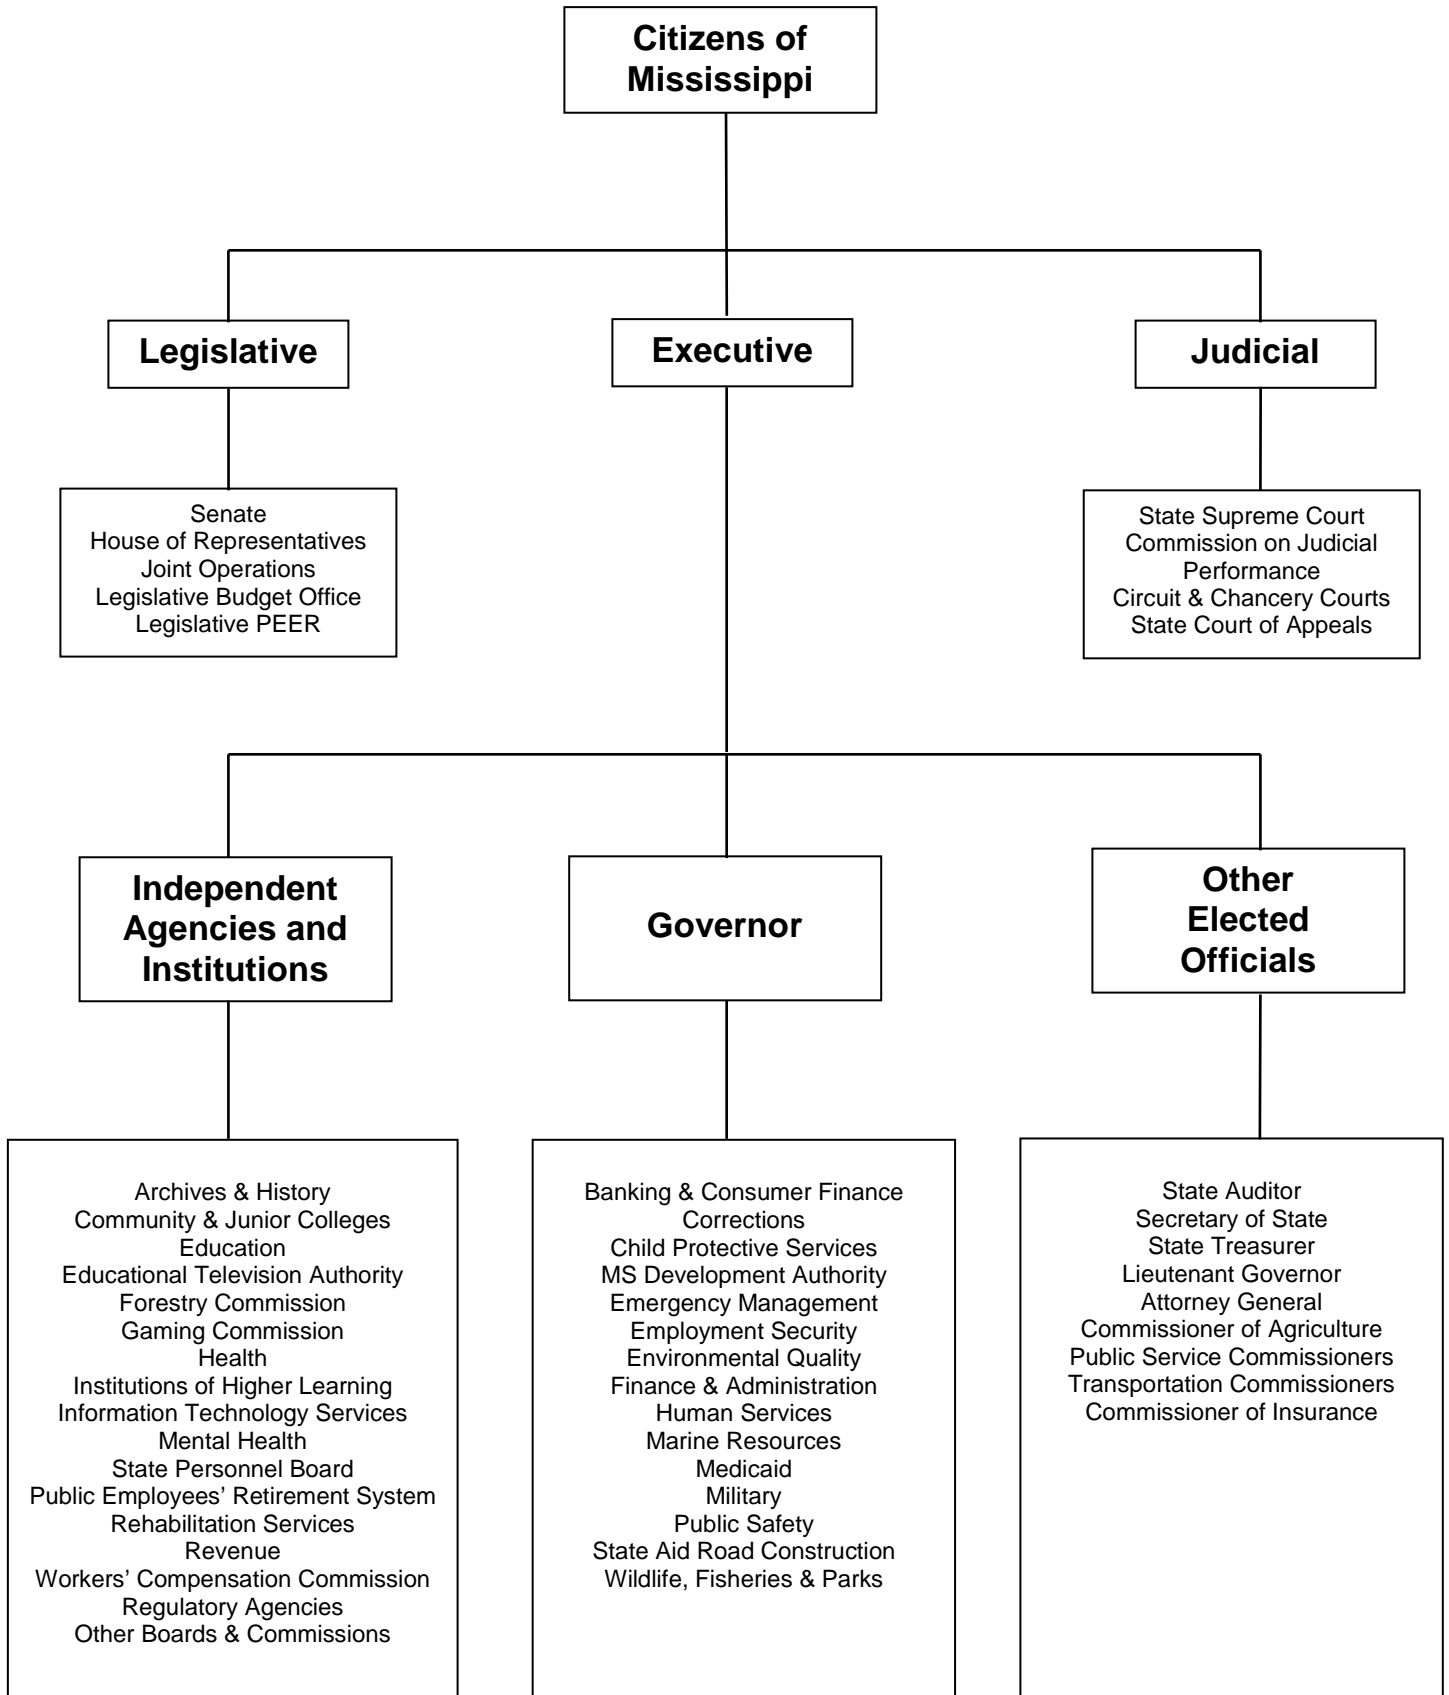 Citizens of
Mississippi
Legislative
Executive
Judicial
Senate
House of Representatives
Joint Operations
Legislative Budget Office
Legislative PEER
State Supreme Court
Commission on Judicial
Performance
Circuit & Chancery Courts
State Court of Appeals
Independent
Agencies and
Institutions
Governor
Other
Elected
Officials
Archives & History
Community & Junior Colleges
Education
Educational Television Authority
Forestry Commission
Gaming Commission
Health
Institutions of Higher Learning
Information Technology Services
Mental Health
State Personnel Board
Public Employees’ Retirement System
Rehabilitation Services
Revenue
Workers’ Compensation Commission
Regulatory Agencies
Other Boards & Commissions
Banking & Consumer Finance
Corrections
Child Protective Services
MS Development Authority
Emergency Management
Employment Security
Environmental Quality
Finance & Administration
Human Services
Marine Resources
Medicaid
Military
Public Safety
State Aid Road Construction
Wildlife, Fisheries & Parks
State Auditor
Secretary of State
State Treasurer
Lieutenant Governor
Attorney General
Commissioner of Agriculture
Public Service Commissioners
Transportation Commissioners
Commissioner of Insurance